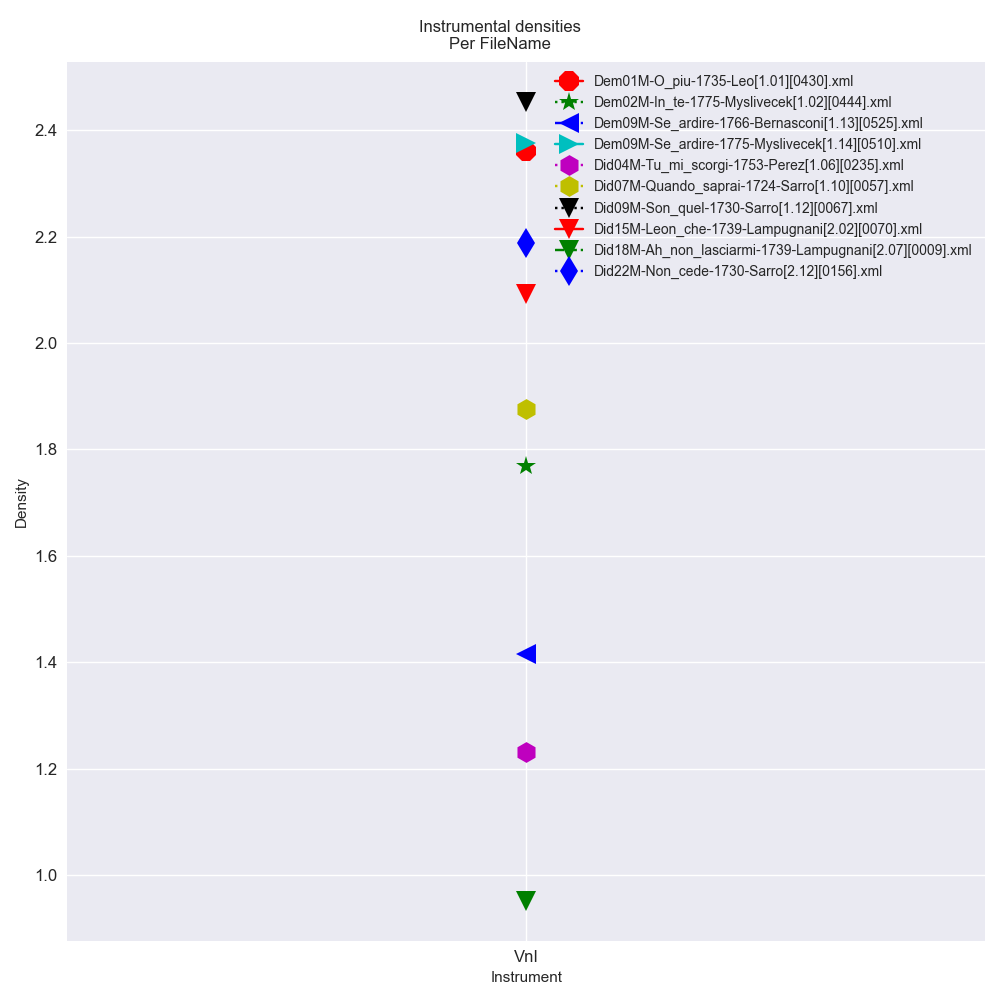 Instrumental densities
Per FileName
Dem01M-O_piu-1735-Leo[1.01][0430].xml
Dem02M-In_te-1775-Myslivecek[1.02][0444].xml
Dem09M-Se_ardire-1766-Bernasconi[1.13][0525].xml
Dem09M-Se_ardire-1775-Myslivecek[1.14][0510].xml
Did04M-Tu_mi_scorgi-1753-Perez[1.06][0235].xml
Did07M-Quando_saprai-1724-Sarro[1.10][0057].xml
Did09M-Son_quel-1730-Sarro[1.12][0067].xml
Did15M-Leon_che-1739-Lampugnani[2.02][0070].xml
Did18M-Ah_non_lasciarmi-1739-Lampugnani[2.07][0009].xml
Did22M-Non_cede-1730-Sarro[2.12][0156].xml
2.4
2.2
2.0
1.8
1.6
1.4
1.2
1.0
Density
VnI
Instrument